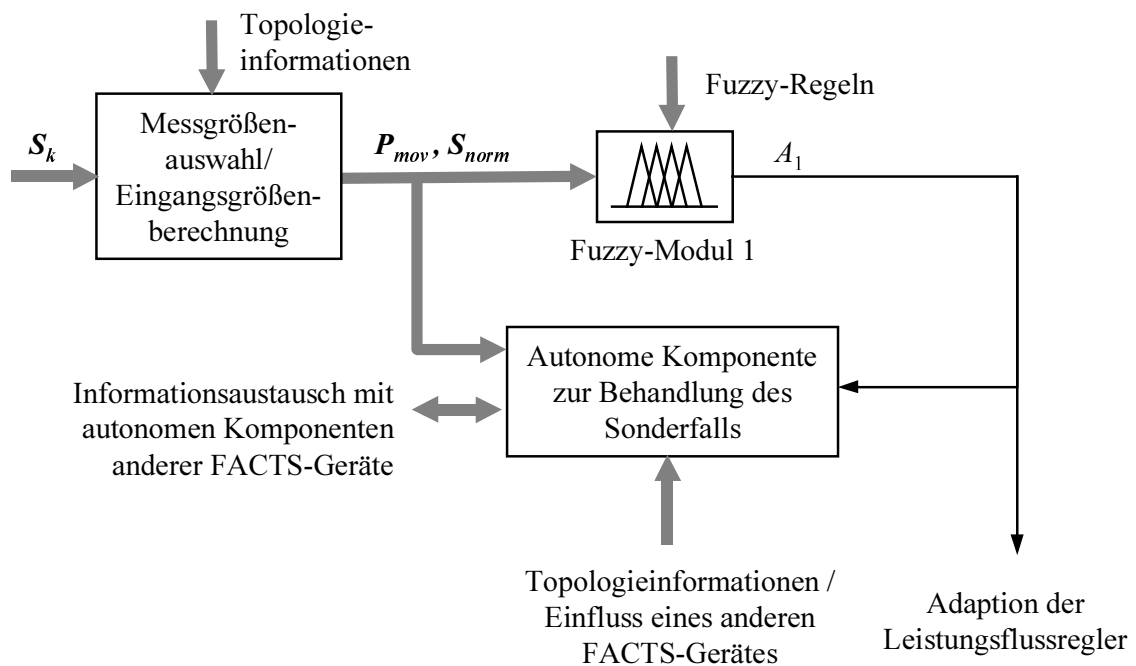 Topologie-
informationen
Fuzzy-Regeln
S_k
Messgrößen-
auswahl/
Eingangsgrößen-
berechnung
P_mov, S_norm
A_1
Fuzzy-Modul 1
Autonome Komponente
zur Behandlung des
Sonderfalls
Informationsaustausch mit
autonomen Komponenten
anderer FACTS-Geräte
Topologieinformationen /
Einfluss eines anderen
FACTS-Gerätes
Adaption der
Leistungsflussregler